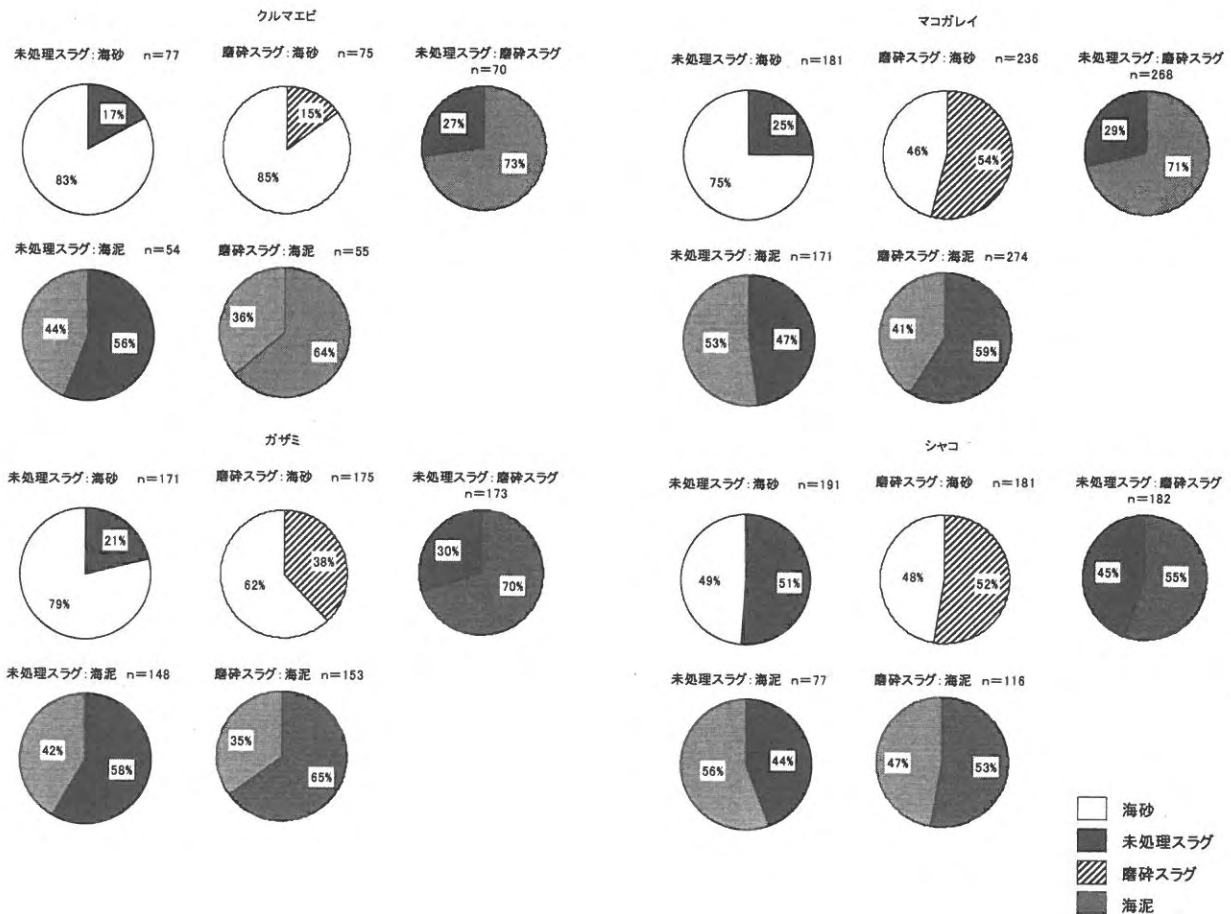 クルマエビ
未処理スラグ:海砂 n=77
磨砕スラグ:海砂 n=75
未処理スラグ:磨砕スラグ
n=70
17%
83%
15%
85%
27%
73%
未処理スラグ:海泥 n=54
磨砕スラグ:海泥 n=55
44%
56%
36%
64%
ガザミ
未処理スラグ:海砂 n=171
磨砕スラグ:海砂 n=175
未処理スラグ:磨砕スラグ
n=173
21%
79%
38%
62%
30%
70%
未処理スラグ:海泥 n=148
磨砕スラグ:海泥 n=153
42%
58%
35%
65%
マコガレイ
未処理スラグ:海砂 n=181
磨砕スラグ:海砂 n=236
未処理スラグ:磨砕スラグ
n=268
25%
75%
46%
54%
29%
71%
未処理スラグ:海泥 n=171
磨砕スラグ:海泥 n=274
53%
47%
41%
59%
シャコ
未処理スラグ:海砂 n=191
磨砕スラグ:海砂 n=181
未処理スラグ:磨砕スラグ
n=182
49%
51%
48%
52%
45%
55%
未処理スラグ:海泥 n=77
磨砕スラグ:海泥 n=116
56%
44%
47%
53%
海砂
未処理スラグ
磨砕スラグ
海泥